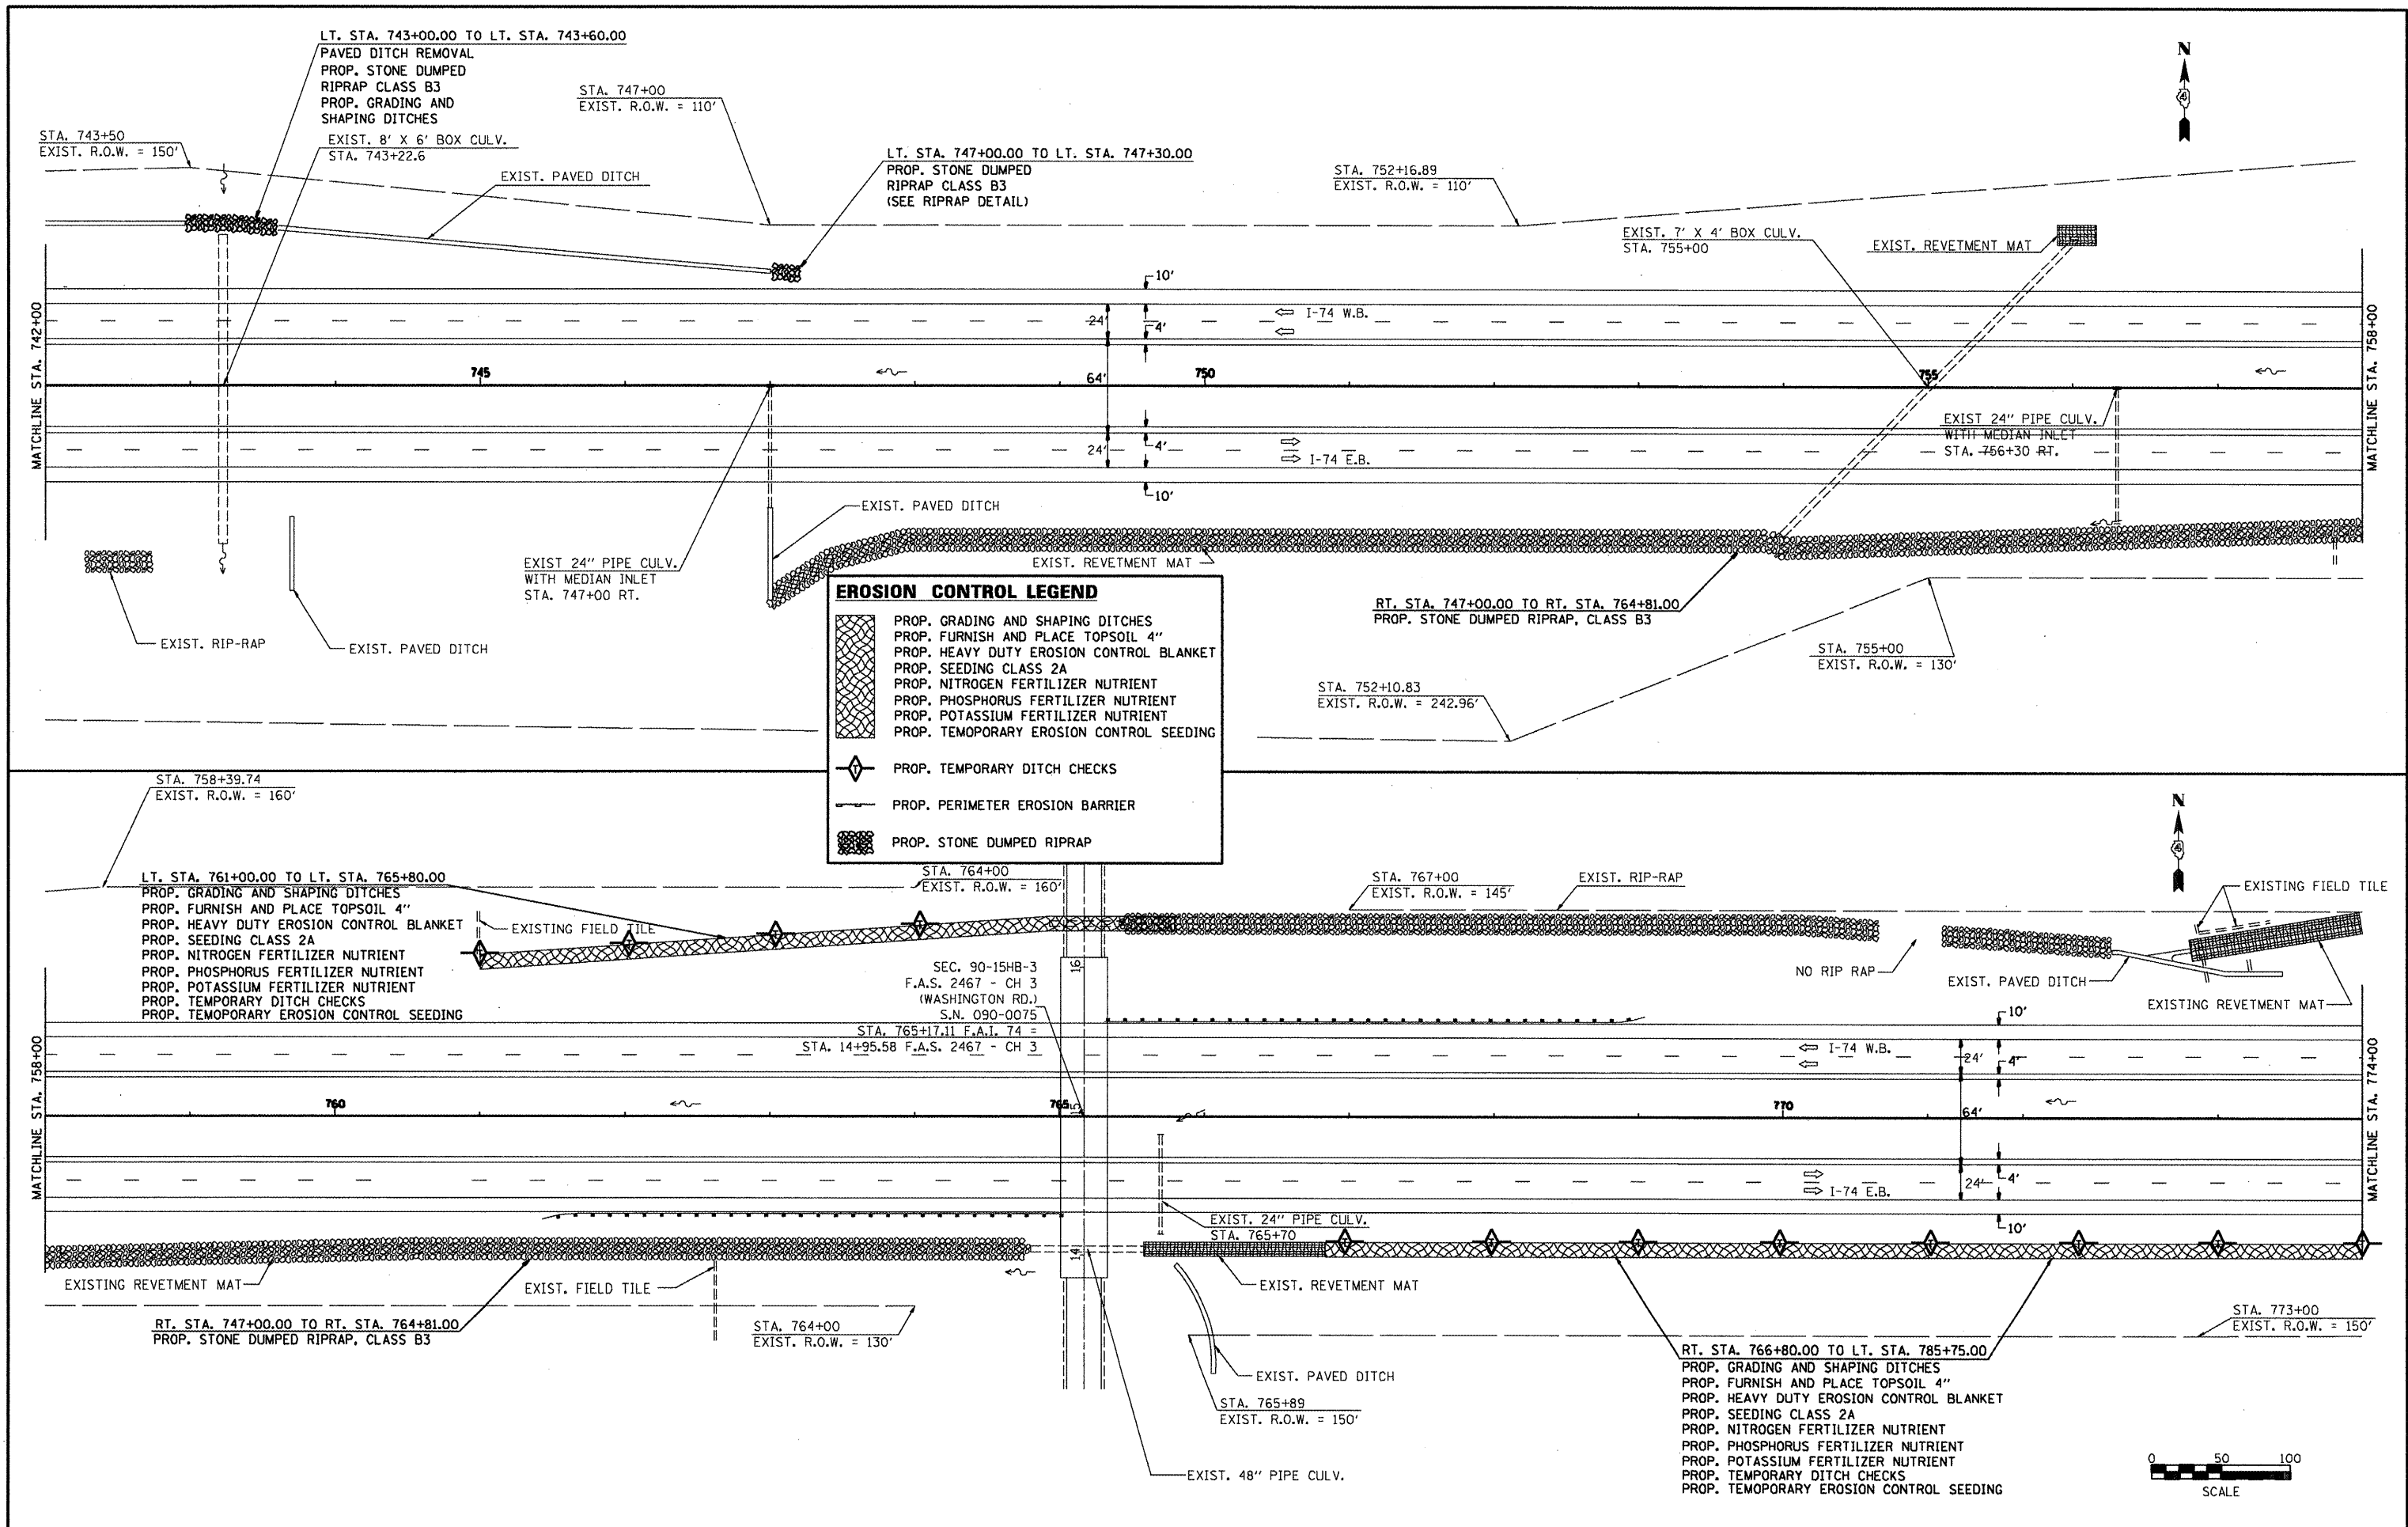 LT. STA. 743+00.00 TO LT. STA. 743+60.00
PAVED DITCH REMOVAL
PROP. STONE DUMPED
RIPRAP CLASS B3
PROP. GRADING AND
SHAPING DITCHES
EXIST. 8' X 6' BOX CULV.
STA. 743+22.6
STA. 743+50
EXIST. R.O.W. = 150'
STA. 747+00
EXIST. R.O.W. = 110'
EXIST. PAVED DITCH
LT. STA. 747+00.00 TO LT. STA. 747+30.00
PROP. STONE DUMPED
RIPRAP CLASS B3
(SEE RIPRAP DETAIL)
STA. 752+16.89
EXIST. R.O.W. = 110'
EXIST. 7' X 4' BOX CULV.
STA. 755+00
EXIST. REVETMENT MAT
N
MATCHLINE STA. 742+00
MATCHLINE STA. 758+00
10'
24'
4'
I-74 W.B.
745
750
755
64'
4'
24'
I-74 E.B.
10'
EXIST 24" PIPE CULV.
WITH MEDIAN INLET
STA. 756+30 RT.
EXIST. PAVED DITCH
EXIST 24" PIPE CULV.
WITH MEDIAN INLET
STA. 747+00 RT.
EXIST. REVETMENT MAT
EXIST. RIP-RAP
EXIST. PAVED DITCH
RT. STA. 747+00.00 TO RT. STA. 764+81.00
PROP. STONE DUMPED RIPRAP, CLASS B3
STA. 755+00
EXIST. R.O.W. = 130'
STA. 752+10.83
EXIST. R.O.W. = 242.96'
EROSION CONTROL LEGEND
PROP. GRADING AND SHAPING DITCHES
PROP. FURNISH AND PLACE TOPSOIL 4"
PROP. HEAVY DUTY EROSION CONTROL BLANKET
PROP. SEEDING CLASS 2A
PROP. NITROGEN FERTILIZER NUTRIENT
PROP. PHOSPHORUS FERTILIZER NUTRIENT
PROP. POTASSIUM FERTILIZER NUTRIENT
PROP. TEMOPORARY EROSION CONTROL SEEDING
T
PROP. TEMPORARY DITCH CHECKS
PROP. PERIMETER EROSION BARRIER
PROP. STONE DUMPED RIPRAP
STA. 758+39.74
EXIST. R.O.W. = 160'
LT. STA. 761+00.00 TO LT. STA. 765+80.00
PROP. GRADING AND SHAPING DITCHES
PROP. FURNISH AND PLACE TOPSOIL 4"
PROP. HEAVY DUTY EROSION CONTROL BLANKET
PROP. SEEDING CLASS 2A
PROP. NITROGEN FERTILIZER NUTRIENT
PROP. PHOSPHORUS FERTILIZER NUTRIENT
PROP. POTASSIUM FERTILIZER NUTRIENT
PROP. TEMPORARY DITCH CHECKS
PROP. TEMOPORARY EROSION CONTROL SEEDING
EXISTING FIELD TILE
STA. 764+00
EXIST. R.O.W. = 160'
STA. 767+00
EXIST. R.O.W. = 145'
EXIST. RIP-RAP
N
EXISTING FIELD TILE
NO RIP RAP
EXIST. PAVED DITCH
EXISTING REVETMENT MAT
SEC. 90-15HB-3
F.A.S. 2467 - CH 3
(WASHINGTON RD.)
S.N. 090-0075
STA. 765+17.11 F.A.I. 74 =
STA. 14+95.58 F.A.S. 2467 - CH 3
16
15
14
MATCHLINE STA. 758+00
MATCHLINE STA. 774+00
10'
I-74 W.B.
24'
4'
760
765
770
64'
4'
24'
I-74 E.B.
10'
EXIST. 24" PIPE CULV.
STA. 765+70
EXISTING REVETMENT MAT
EXIST. FIELD TILE
EXIST. REVETMENT MAT
RT. STA. 747+00.00 TO RT. STA. 764+81.00
PROP. STONE DUMPED RIPRAP, CLASS B3
STA. 764+00
EXIST. R.O.W. = 130'
EXIST. PAVED DITCH
STA. 765+89
EXIST. R.O.W. = 150'
EXIST. 48" PIPE CULV.
STA. 773+00
EXIST. R.O.W. = 150'
RT. STA. 766+80.00 TO LT. STA. 785+75.00
PROP. GRADING AND SHAPING DITCHES
PROP. FURNISH AND PLACE TOPSOIL 4"
PROP. HEAVY DUTY EROSION CONTROL BLANKET
PROP. SEEDING CLASS 2A
PROP. NITROGEN FERTILIZER NUTRIENT
PROP. PHOSPHORUS FERTILIZER NUTRIENT
PROP. POTASSIUM FERTILIZER NUTRIENT
PROP. TEMPORARY DITCH CHECKS
PROP. TEMOPORARY EROSION CONTROL SEEDING
0 50 100
SCALE